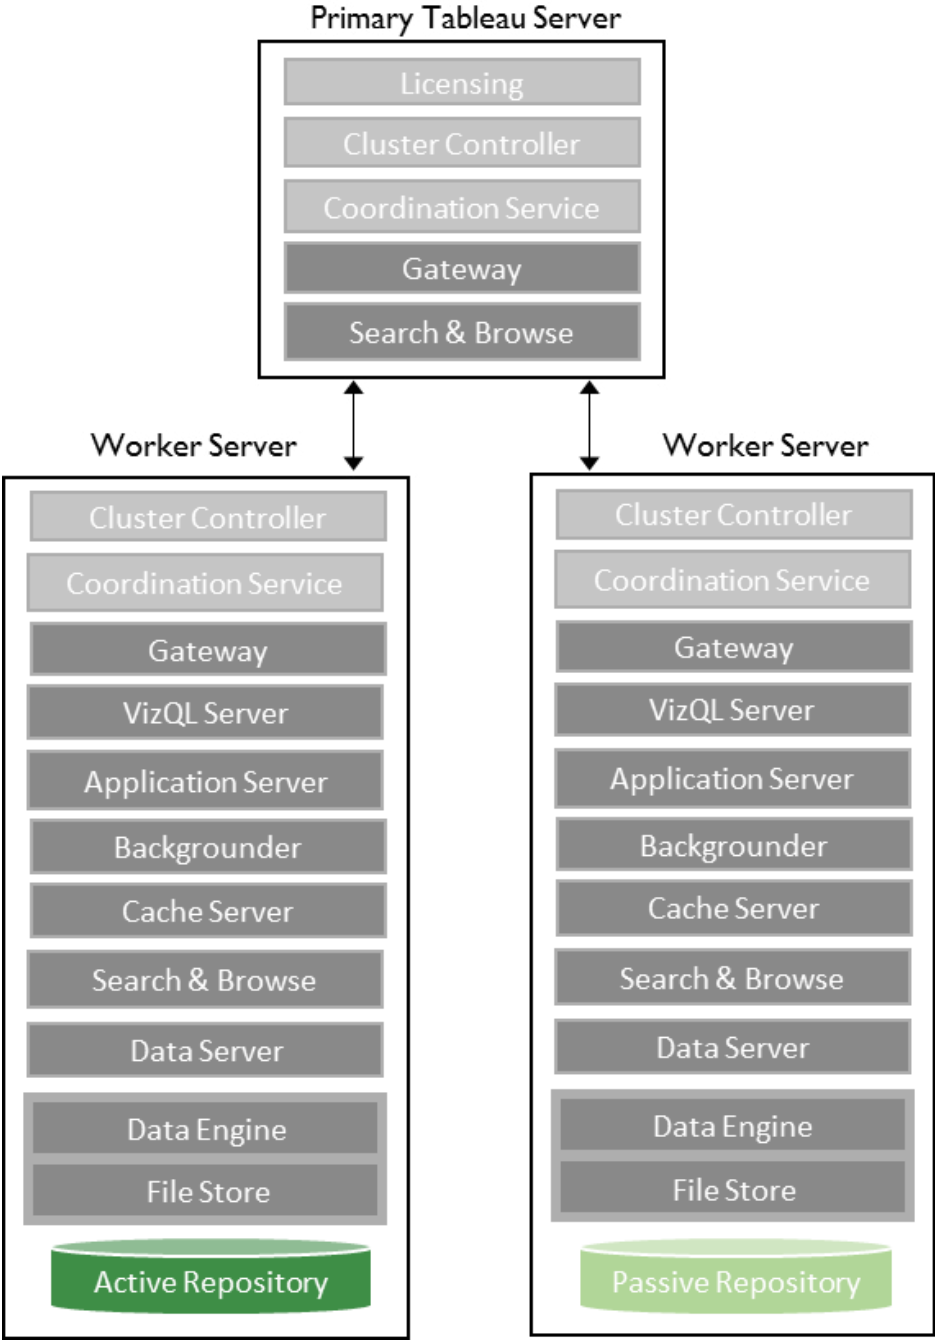 Primary Tableau Server
Licensing
Cluster Controller
Coordination Service
Gateway
Search & Browse
Worker Server
Cluster Controller
Coordination Service
Gateway
VizQL Server
Application Server
Backgrounder
Cache Server
Search & Browse
Data Server
Data Engine
File Store
Active Repository
Worker Server
Cluster Controller
Coordination Service
Gateway
VizQL Server
Application Server
Backgrounder
Cache Server
Search & Browse
Data Server
Data Engine
File Store
Passive Repository